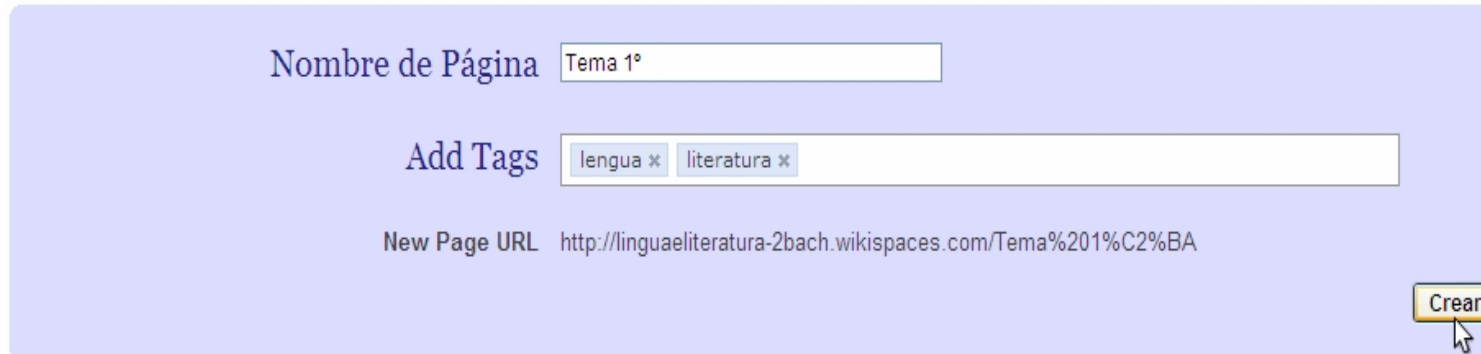 Nombre de Página Tema 1º
Add Tags lengua × literatura ×
New Page URL http://linguaeliteratura-2bach.wikispaces.com/Tema%201%C2%BA
Crear